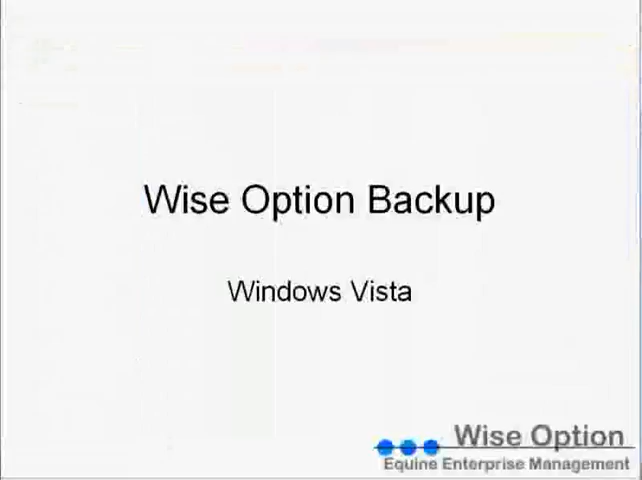 Wise Option Backup
Windows Vista
Wise Option
Equine Enterprise Management